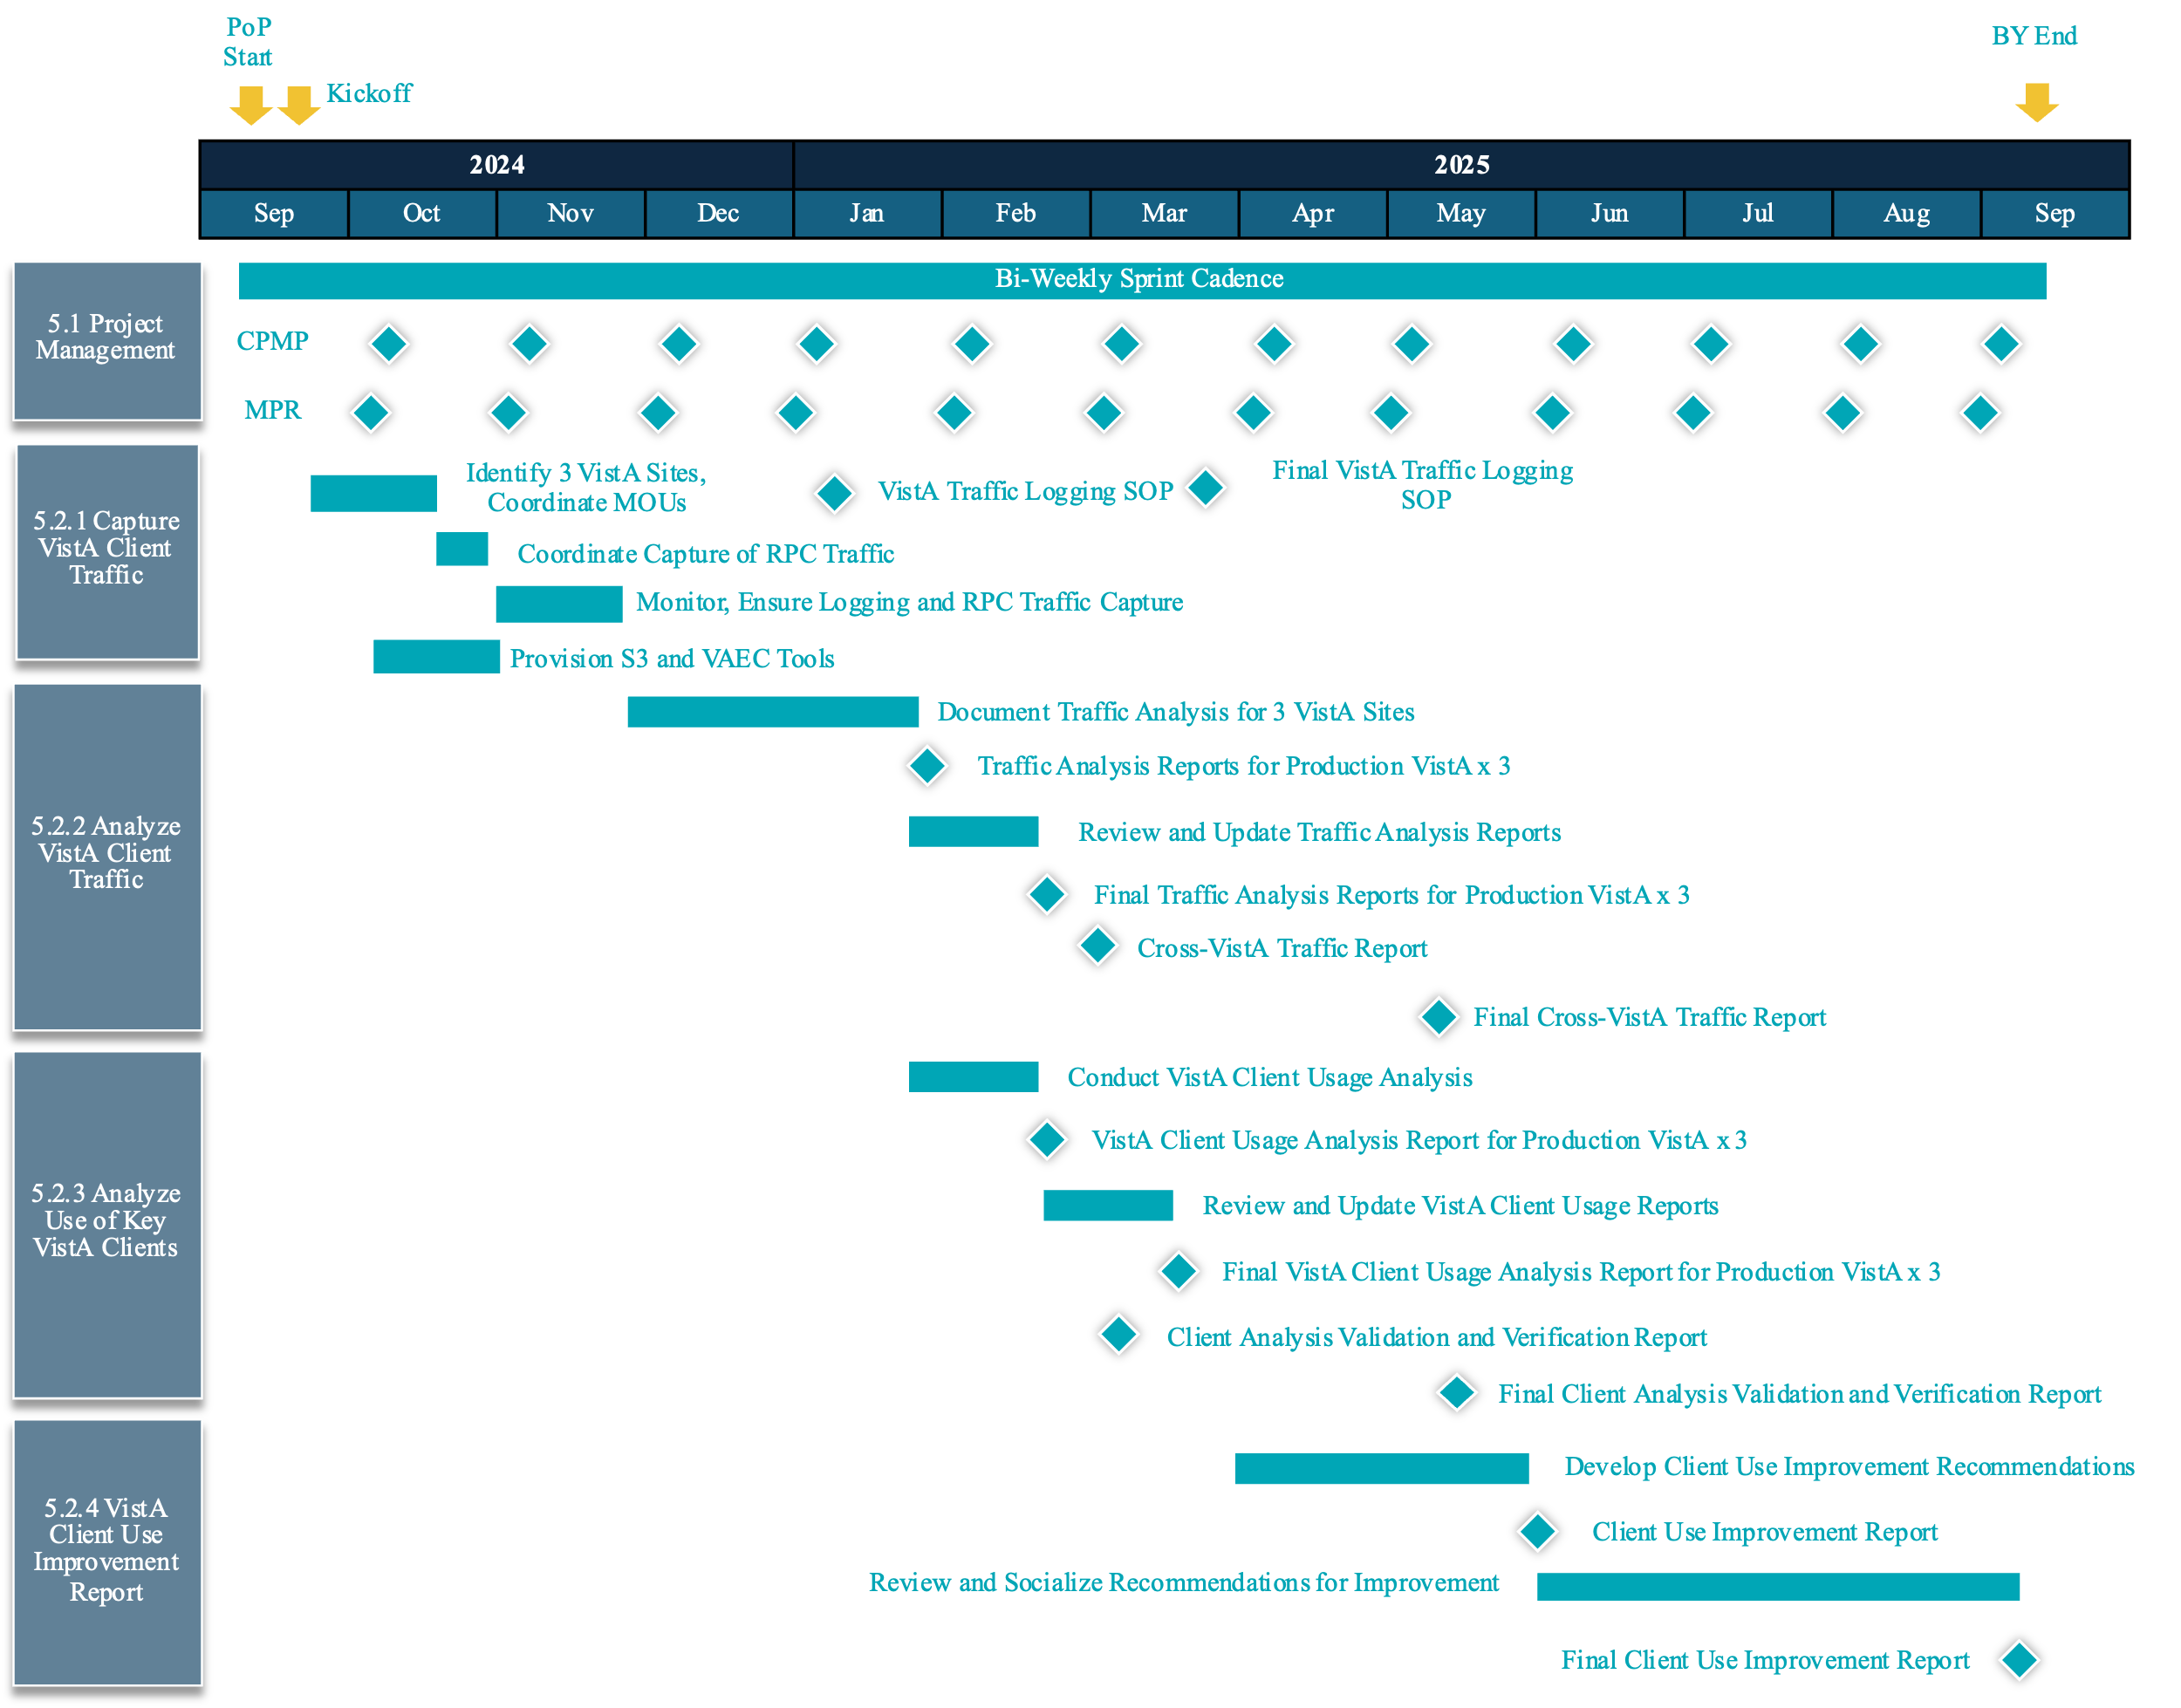 PoP
Start
Kickoff
BY End
2024
2025
Sep
Oct
Nov
Dec
Jan
Feb
Mar
Apr
May
Jun
Jul
Aug
Sep
5.1 Project
Management
Bi-Weekly Sprint Cadence
CPMP
MPR
5.2.1 Capture
VistA Client
Traffic
Identify 3 VistA Sites,
Coordinate MOUs
VistA Traffic Logging SOP
Final VistA Traffic Logging
SOP
Coordinate Capture of RPC Traffic
Monitor, Ensure Logging and RPC Traffic Capture
Provision S3 and VAEC Tools
5.2.2 Analyze
VistA Client
Traffic
Document Traffic Analysis for 3 VistA Sites
Traffic Analysis Reports for Production VistA x 3
Review and Update Traffic Analysis Reports
Final Traffic Analysis Reports for Production VistA x 3
Cross-VistA Traffic Report
Final Cross-VistA Traffic Report
5.2.3 Analyze
Use of Key
VistA Clients
Conduct VistA Client Usage Analysis
VistA Client Usage Analysis Report for Production VistA x 3
Review and Update VistA Client Usage Reports
Final VistA Client Usage Analysis Report for Production VistA x 3
Client Analysis Validation and Verification Report
Final Client Analysis Validation and Verification Report
5.2.4 VistA
Client Use
Improvement
Report
Develop Client Use Improvement Recommendations
Client Use Improvement Report
Review and Socialize Recommendations for Improvement
Final Client Use Improvement Report